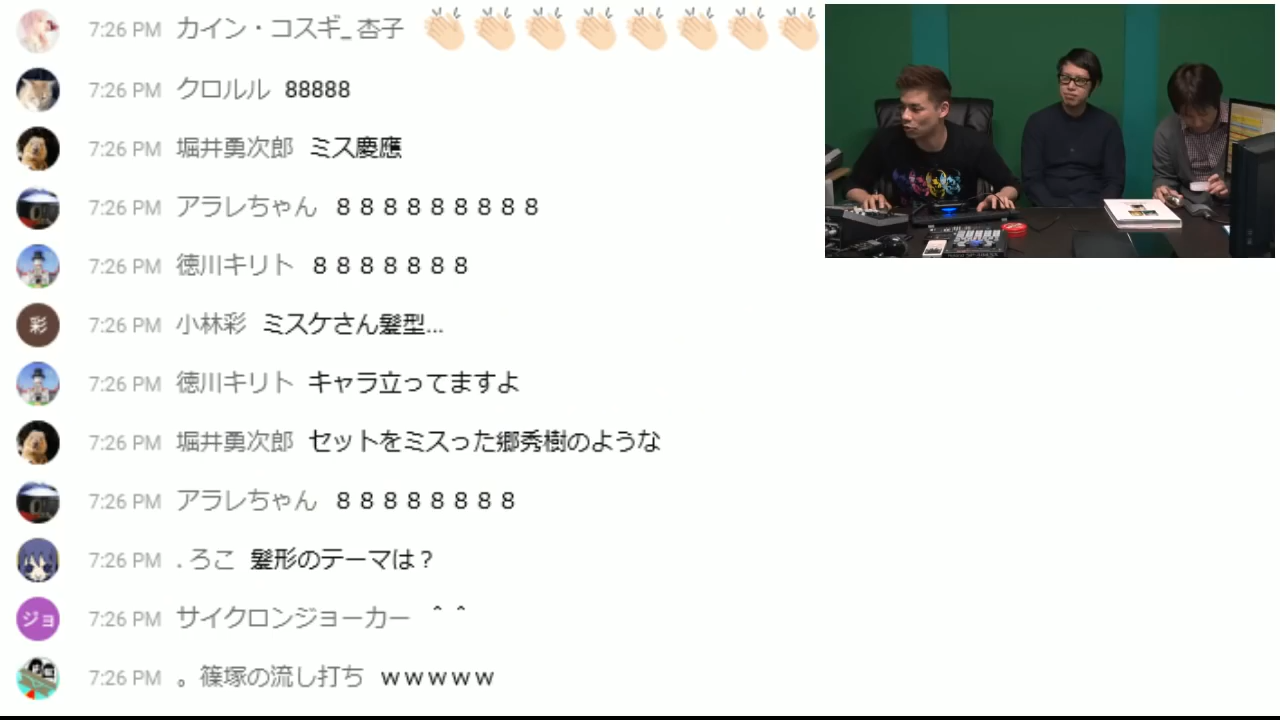 7:26 PM カイン・コスギ_ 杏子 👏🏻👏🏻👏🏻👏🏻👏🏻👏🏻👏🏻👏🏻
7:26 PM クロルル 88888
7:26 PM 堀井勇次郎 ミス慶應
7:26 PM アラレちゃん ８８８８８８８８８
7:26 PM 徳川キリト ８８８８８８８
彩 7:26 PM 小林彩 ミスケさん髪型...
7:26 PM 徳川キリト キャラ立ってますよ
7:26 PM 堀井勇次郎 セットをミスった郷秀樹のような
7:26 PM アラレちゃん ８８８８８８８８
7:26 PM . ろこ 髪形のテーマは？
ジョ 7:26 PM サイクロンジョーカー ＾＾
7:26 PM 。篠塚の流し打ち ｗｗｗｗｗ